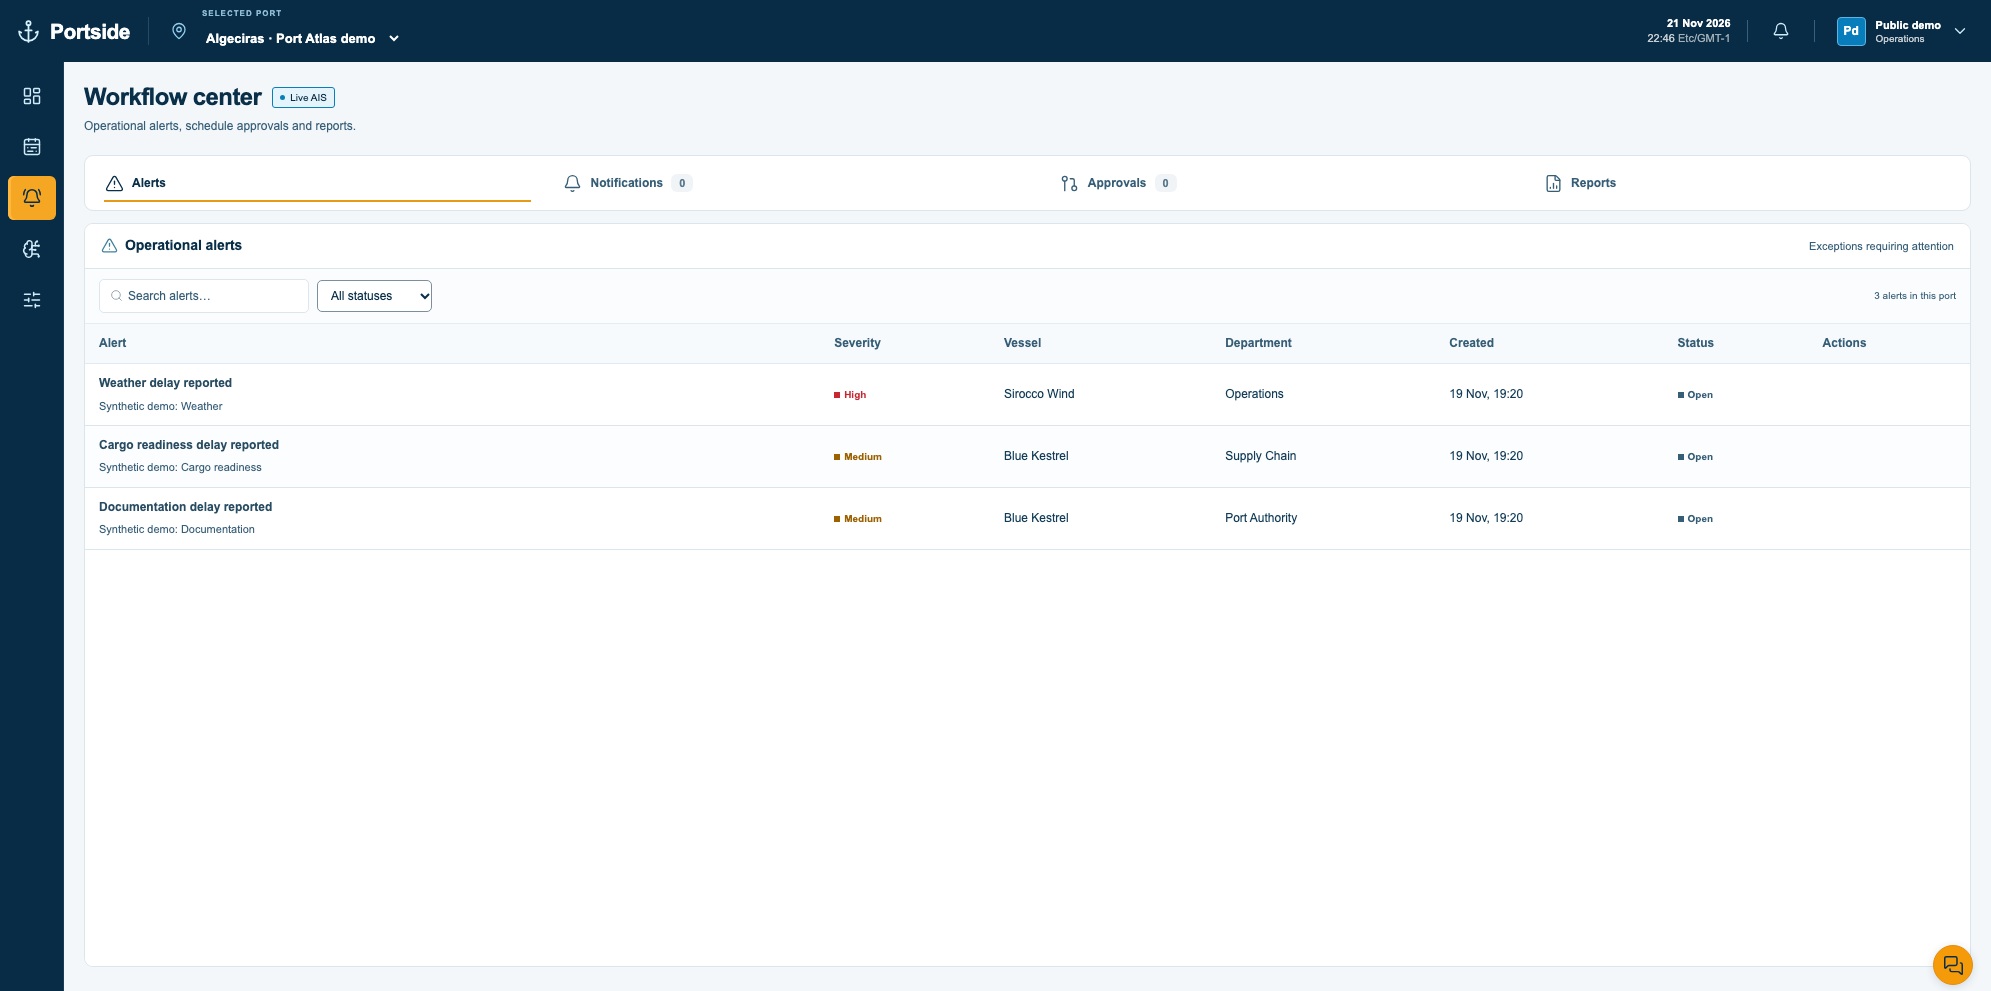 Portside
SELECTED PORT
Algeciras · Port Atlas demo
21 Nov 2026
22:46 Etc/GMT-1
Pd
Public demo
Operations
Workflow center
Live AIS
Operational alerts, schedule approvals and reports.
Alerts
Notifications 0
Approvals 0
Reports
Operational alerts
Exceptions requiring attention
Search alerts…
All statuses
3 alerts in this port
Alert Severity Vessel Department Created Status Actions
Weather delay reported
Synthetic demo: Weather
High Sirocco Wind Operations 19 Nov, 19:20 Open
Cargo readiness delay reported
Synthetic demo: Cargo readiness
Medium Blue Kestrel Supply Chain 19 Nov, 19:20 Open
Documentation delay reported
Synthetic demo: Documentation
Medium Blue Kestrel Port Authority 19 Nov, 19:20 Open